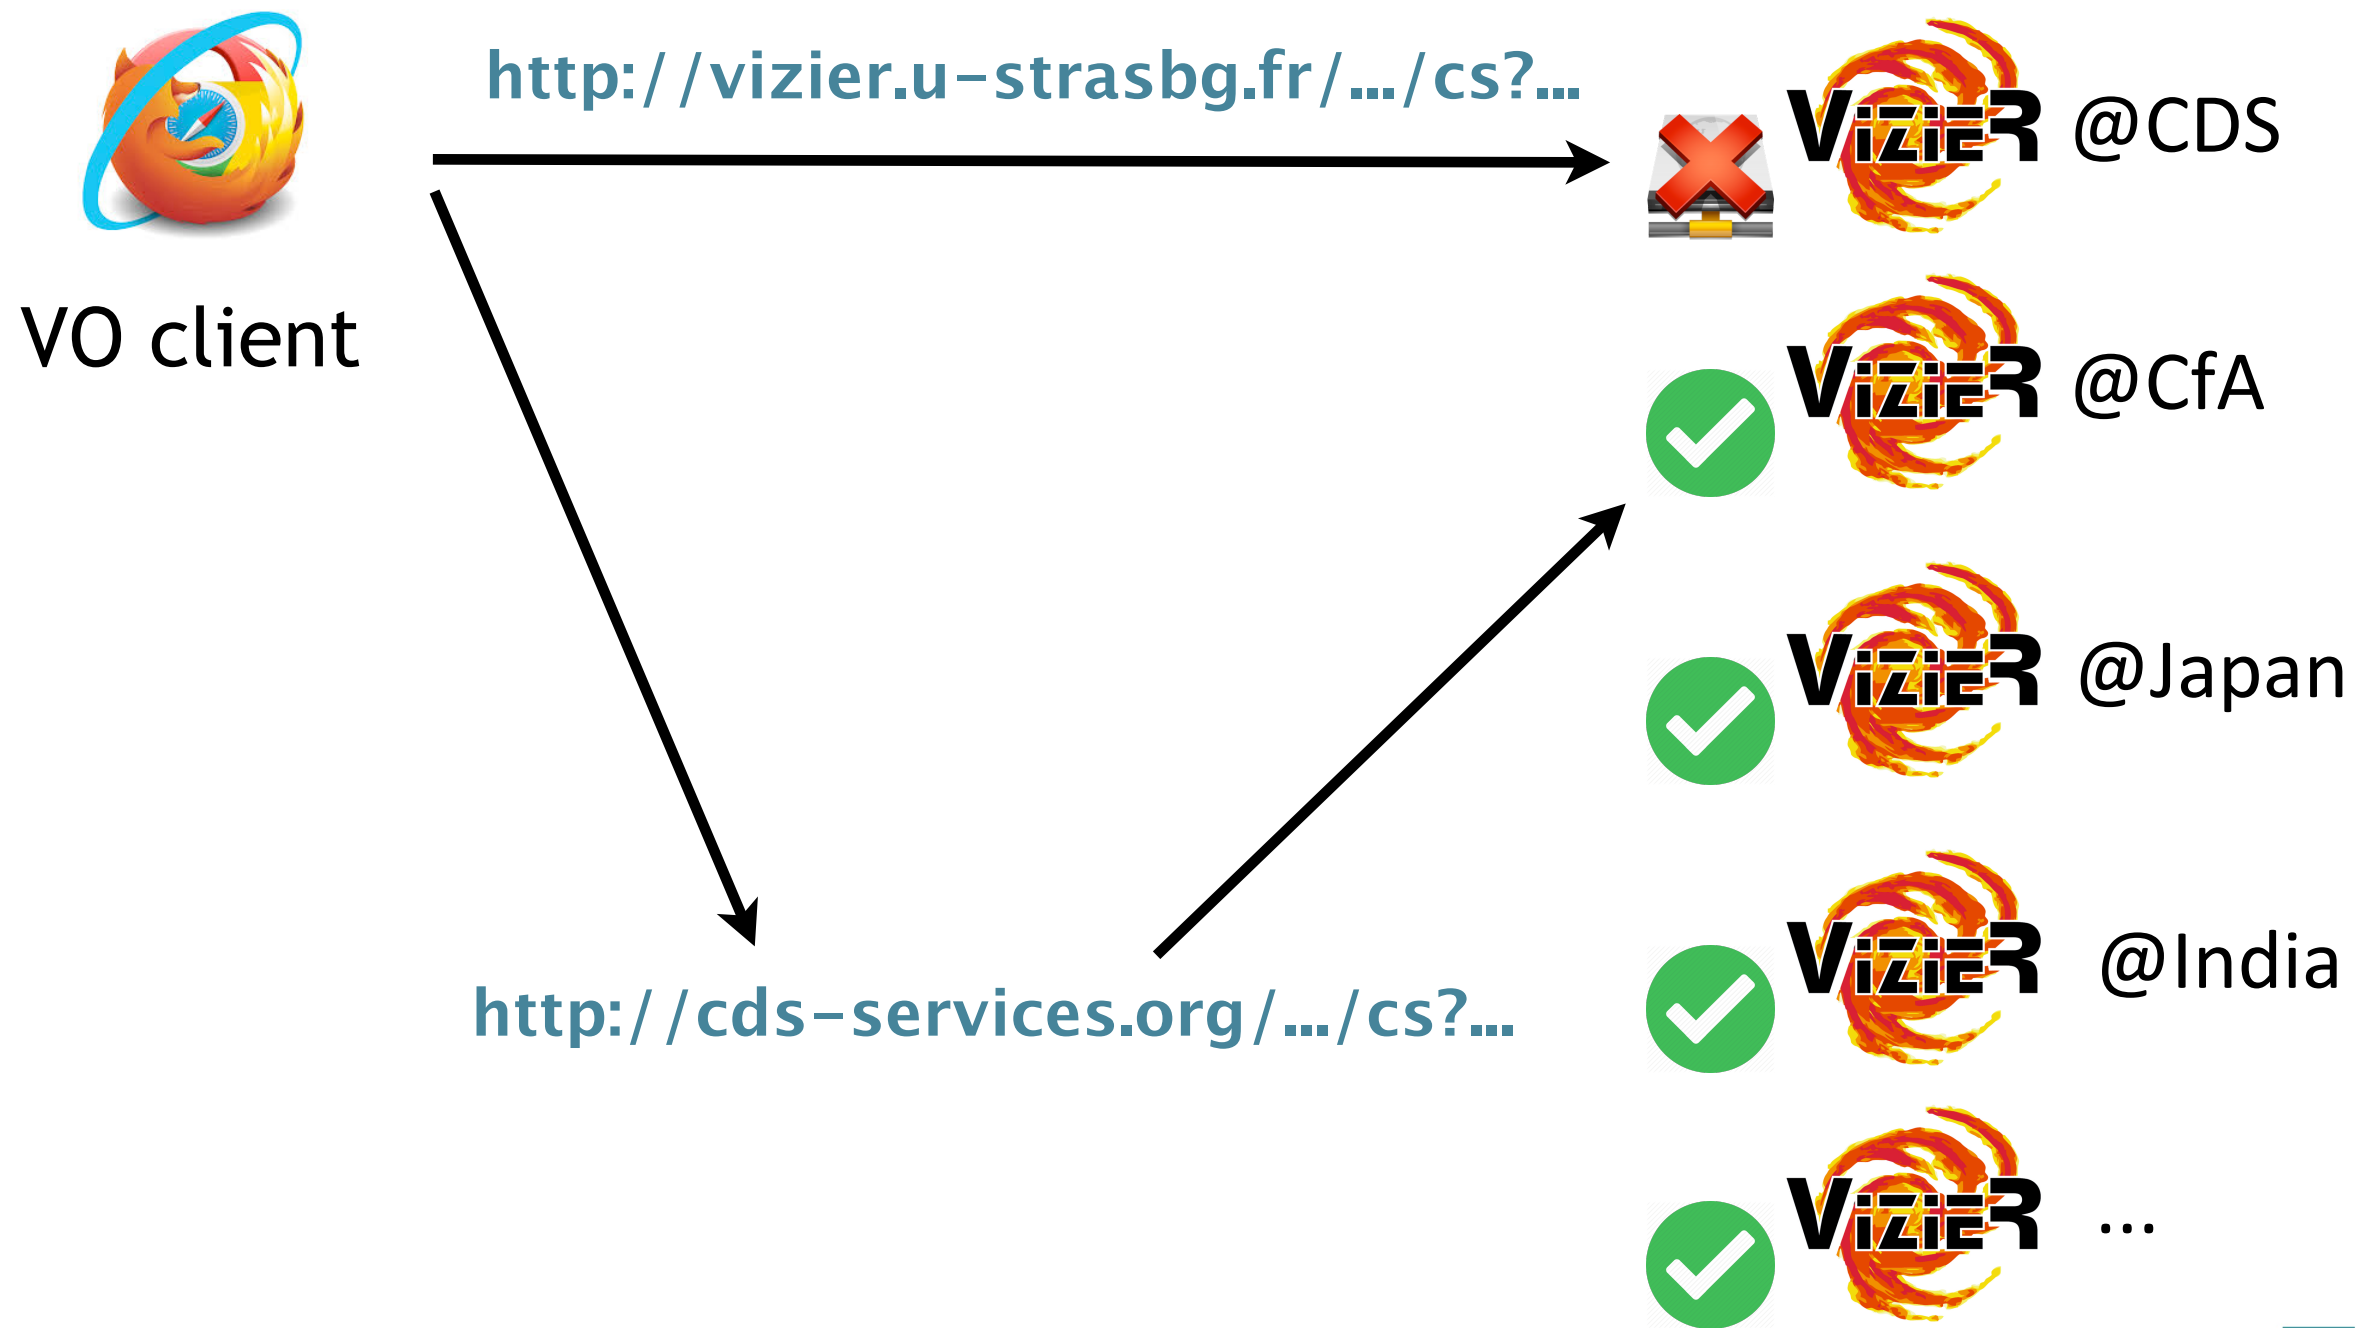 http://vizier.u-strasbg.fr/.../cs?...
VIZIER @CDS
VO client
VIZIER @CfA
VIZIER @Japan
VIZIER @India
http://cds-services.org/.../cs?...
VIZIER ...